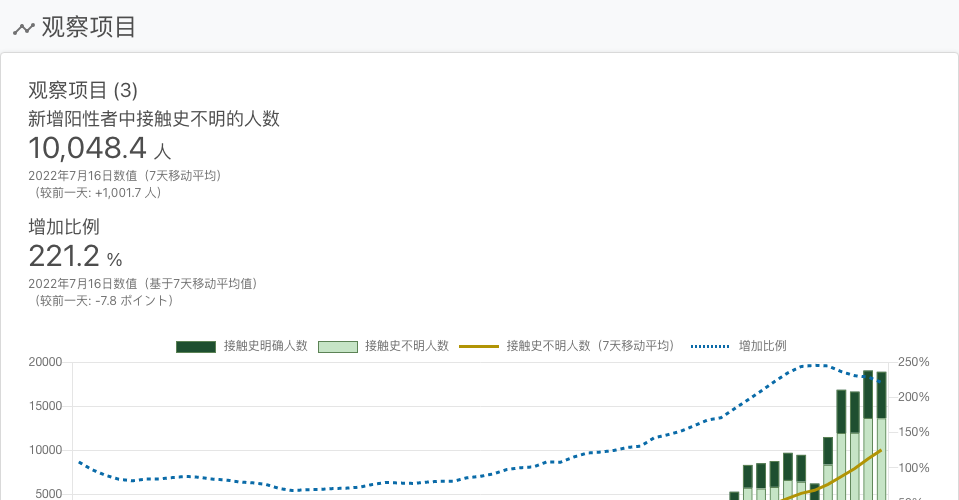 观察项目
观察项目 (3)
新增阳性者中接触史不明的人数
10,048.4 人
2022年7月16日数值（7天移动平均）
（较前一天: +1,001.7 人）
增加比例
221.2 %
2022年7月16日数值（基于7天移动平均值）
（较前一天: -7.8 ポイント）
接触史明确人数 接触史不明人数 接触史不明人数（7天移动平均） 增加比例
20000 250%
15000 200%
10000 150%
100%
5000